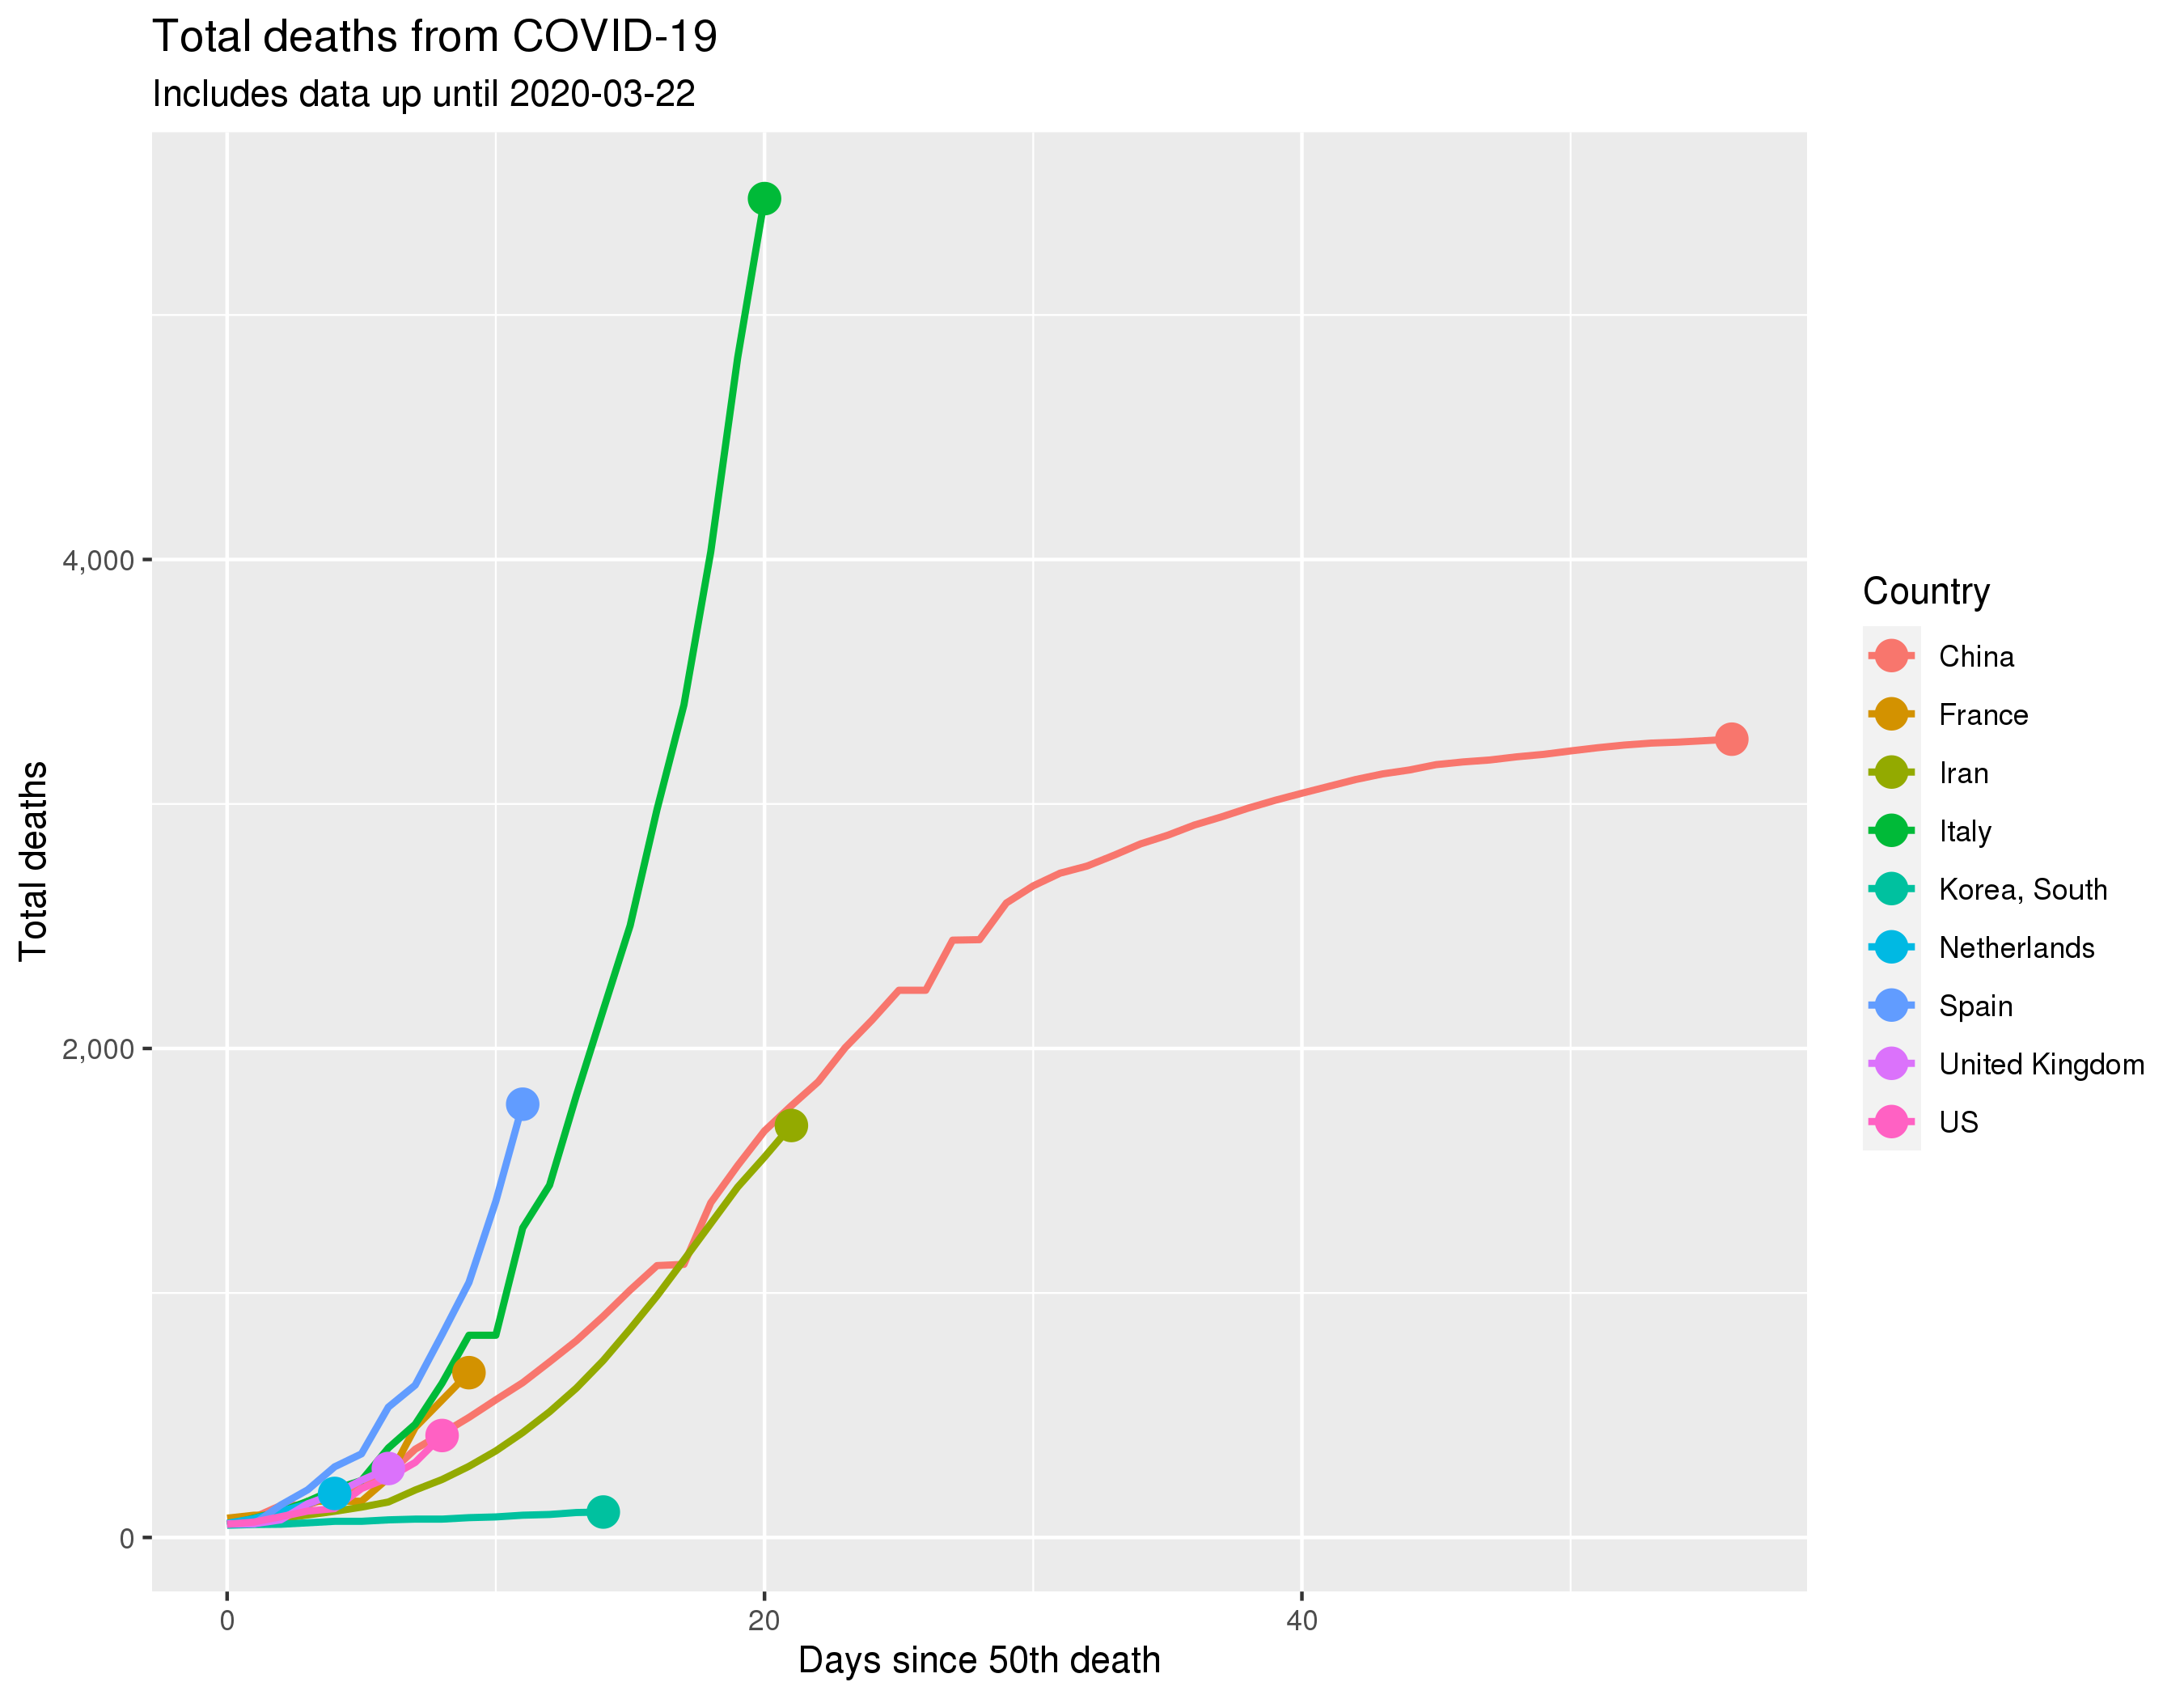 Total deaths from COVID-19
Includes data up until 2020-03-22
Total deaths
4,000
2,000
0
0
20
40
Days since 50th death
Country
China
France
Iran
Italy
Korea, South
Netherlands
Spain
United Kingdom
US